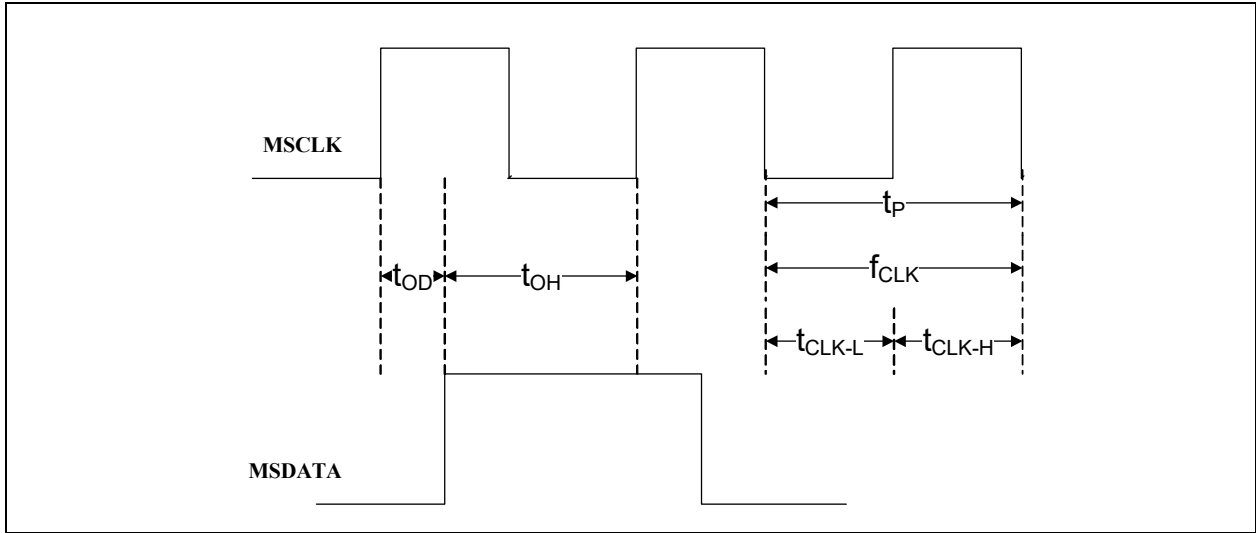 MSCLK
tP
fCLK
tOD
tOH
tCLK-L
tCLK-H
MSDATA